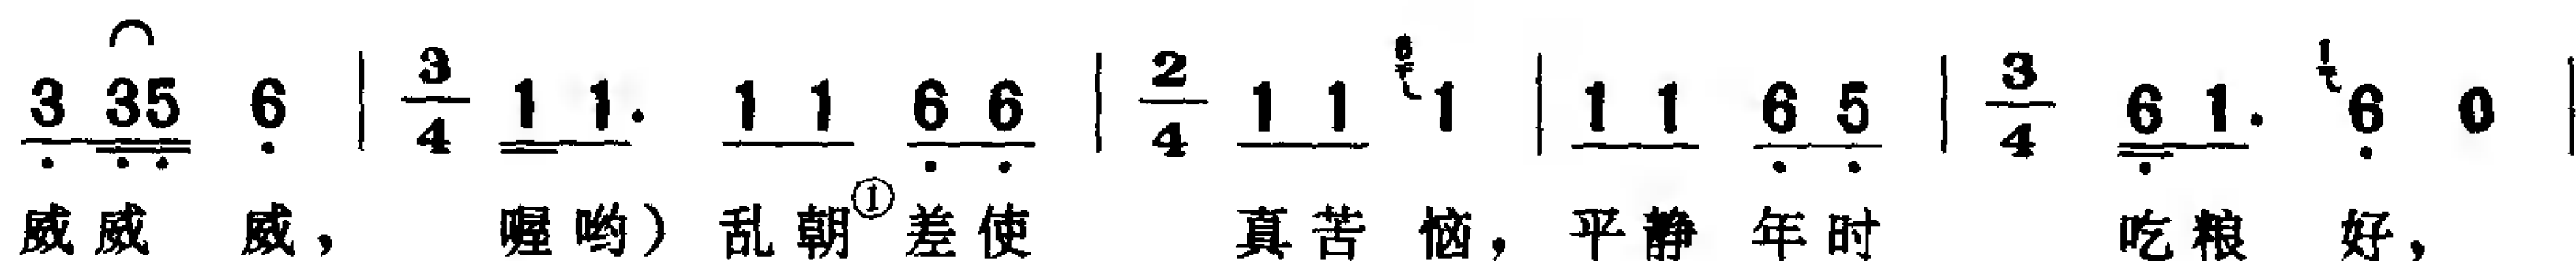 3 35 6 | 3/4 1 1. 1 1 6 6 | 2/4 1 1 1 | 1 1 6 5 | 3/4 6 1. 1 6 0 |
威威 威， 喔哟）乱朝①差使 真苦 恼，平静 年时 吃粮 好，